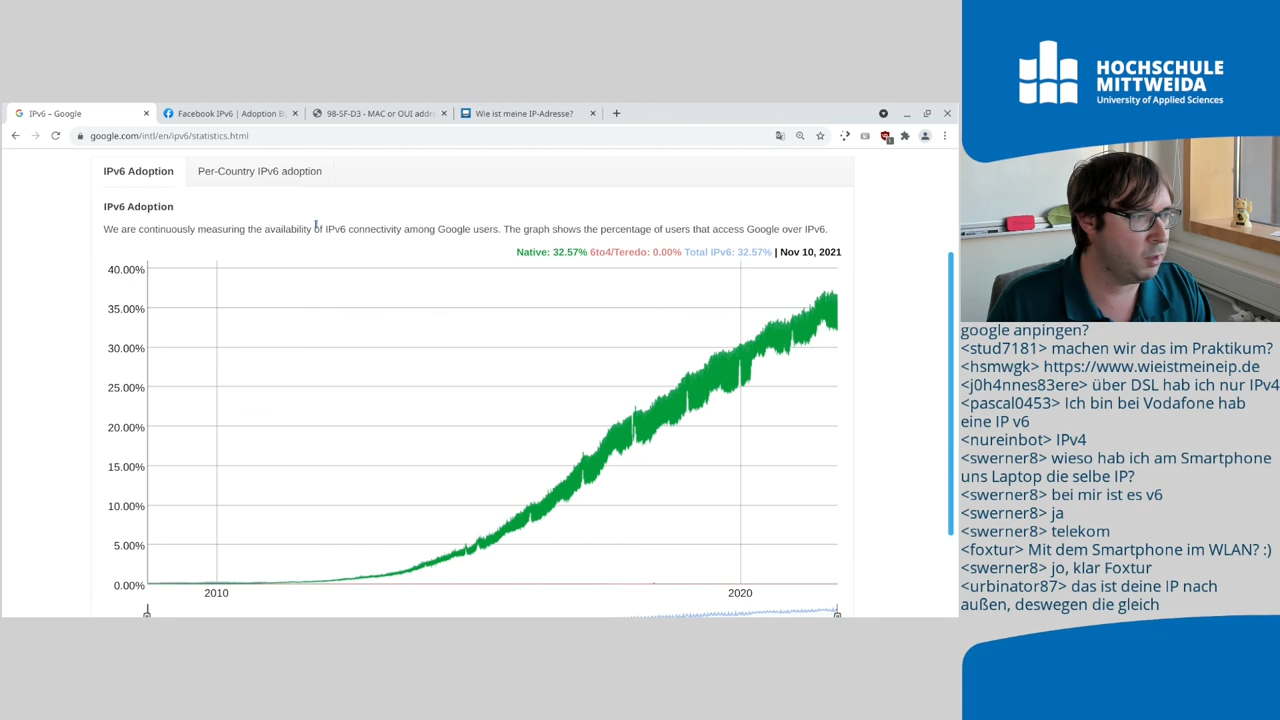 IPv6 – Google
Facebook IPv6 | Adoption B
98-5F-D3 - MAC or OUI addr
Wie ist meine IP-Adresse?
google.com/intl/en/ipv6/statistics.html
IPv6 Adoption
Per-Country IPv6 adoption
IPv6 Adoption
We are continuously measuring the availability of IPv6 connectivity among Google users. The graph shows the percentage of users that access Google over IPv6.
Native: 32.57% 6to4/Teredo: 0.00% Total IPv6: 32.57% | Nov 10, 2021
40.00%
35.00%
30.00%
25.00%
20.00%
15.00%
10.00%
5.00%
0.00%
2010
2020
HOCHSCHULE
MITTWEIDA
University of Applied Sciences
google anpingen?
<stud7181> machen wir das im Praktikum?
<hsmwgk> https://www.wieistmeineip.de
<j0h4nnes83ere> über DSL hab ich nur IPv4
<pascal0453> Ich bin bei Vodafone hab
eine IP v6
<nureinbot> IPv4
<swerner8> wieso hab ich am Smartphone
uns Laptop die selbe IP?
<swerner8> bei mir ist es v6
<swerner8> ja
<swerner8> telekom
<foxtur> Mit dem Smartphone im WLAN? :)
<swerner8> jo, klar Foxtur
<urbinator87> das ist deine IP nach
außen, deswegen die gleich